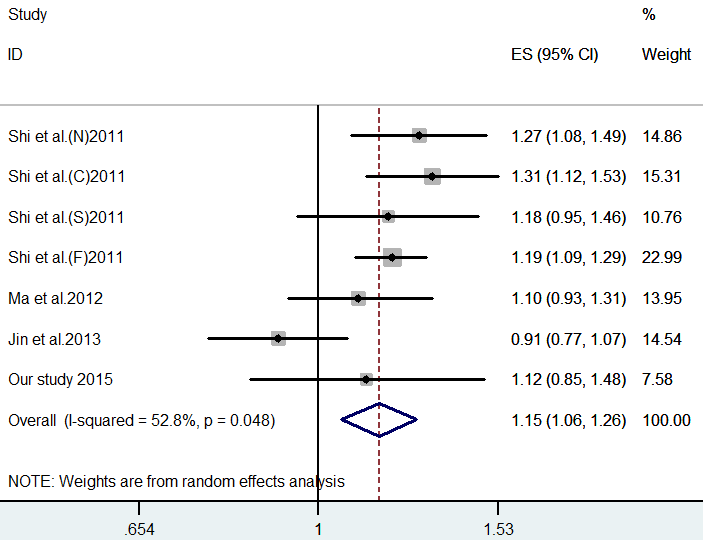 Study %
ID ES (95% CI) Weight
Shi et al.(N)2011 1.27 (1.08, 1.49) 14.86
Shi et al.(C)2011 1.31 (1.12, 1.53) 15.31
Shi et al.(S)2011 1.18 (0.95, 1.46) 10.76
Shi et al.(F)2011 1.19 (1.09, 1.29) 22.99
Ma et al.2012 1.10 (0.93, 1.31) 13.95
Jin et al.2013 0.91 (0.77, 1.07) 14.54
Our study 2015 1.12 (0.85, 1.48) 7.58
Overall (I-squared = 52.8%, p = 0.048) 1.15 (1.06, 1.26) 100.00
NOTE: Weights are from random effects analysis
.654 1 1.53